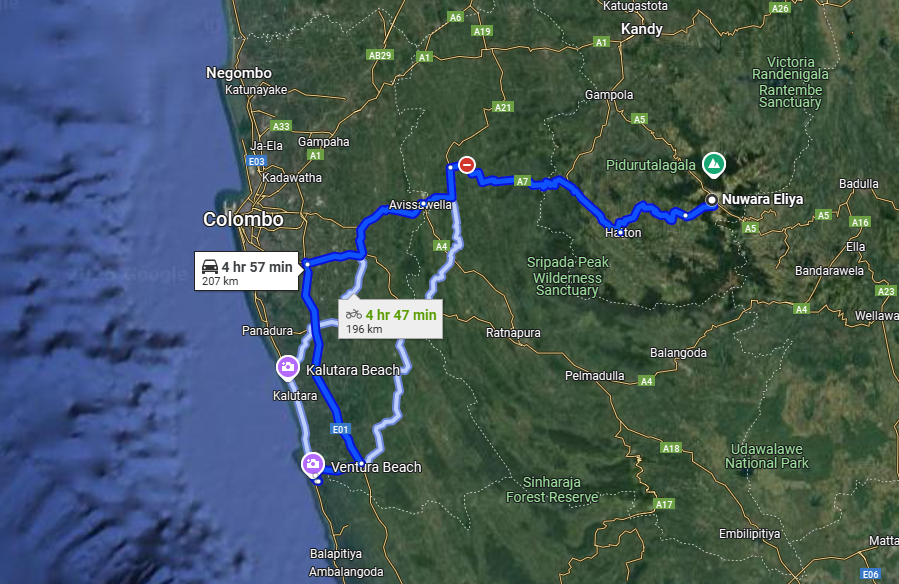 Katugastota
A26
A6
A19
Kandy
A1
AB29
A1
Negombo
Katunayake
Victoria
Randenigala
Rantembe
Sanctuary
Gampola
A21
A5
A33
Ja-Ela
Gampaha
E03
A1
Kadawatha
Pidurutalagala
A7
Badulla
Nuwara Eliya
Avissawella
Colombo
A5
A16
A5
Hatton
A4
Ella
4 hr 57 min
207 km
Sripada Peak
Wilderness
Sanctuary
Bandarawela
A23
4 hr 47 min
196 km
A4
Wellawa
Panadura
Ratnapura
Balangoda
Kalutara Beach
Pelmadulla
A4
Kalutara
E01
A18
Udawalawe
National Park
Ventura Beach
Sinharaja
Forest Reserve
A17
Embilipitiya
Matta
Balapitiya
Ambalangoda
E06